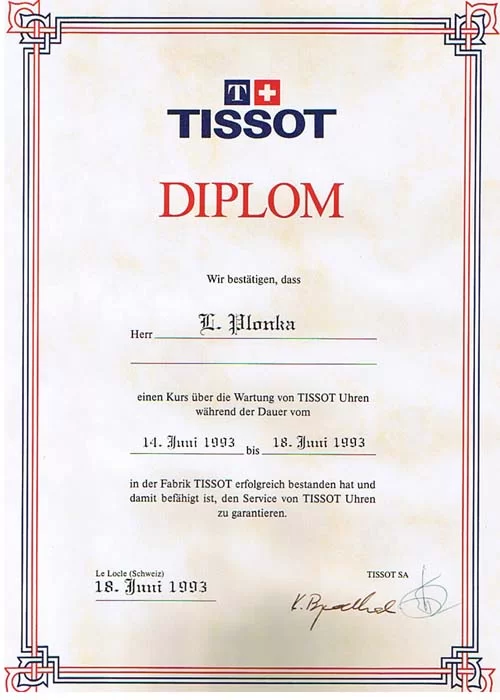 T+
TISSOT
DIPLOM
Wir bestätigen, dass
Herr L. Plonka
einen Kurs über die Wartung von TISSOT Uhren
während der Dauer vom
14. Juni 1993 bis 18. Juni 1993
in der Fabrik TISSOT erfolgreich bestanden hat und
damit befähigt ist, den Service von TISSOT Uhren
zu garantieren.
Le Locle (Schweiz) TISSOT SA
18. Juni 1993